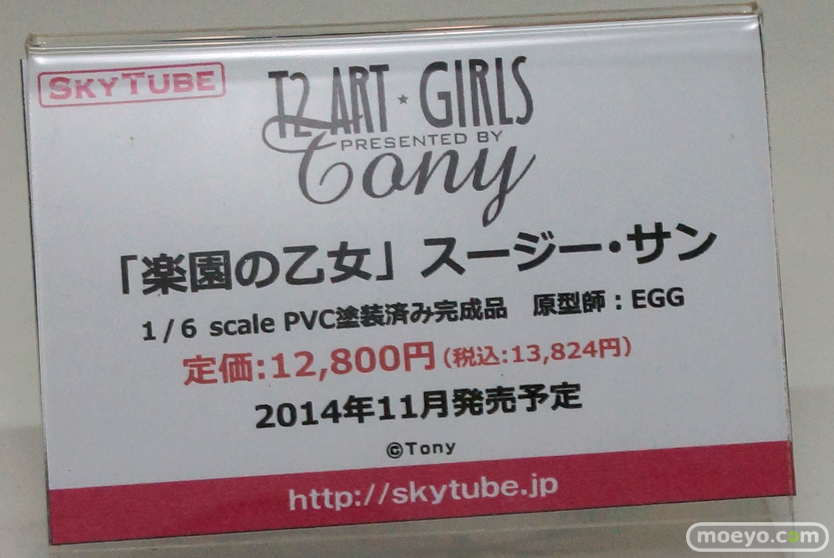 SKYTUBE
T2 ART★GIRLS
PRESENTED BY
Tony
「楽園の乙女」スージー・サン
1/6 scale PVC塗装済み完成品　原型師：EGG
定価:12,800円(税込:13,824円)
2014年11月発売予定
©Tony
http://skytube.jp
moeyo.com